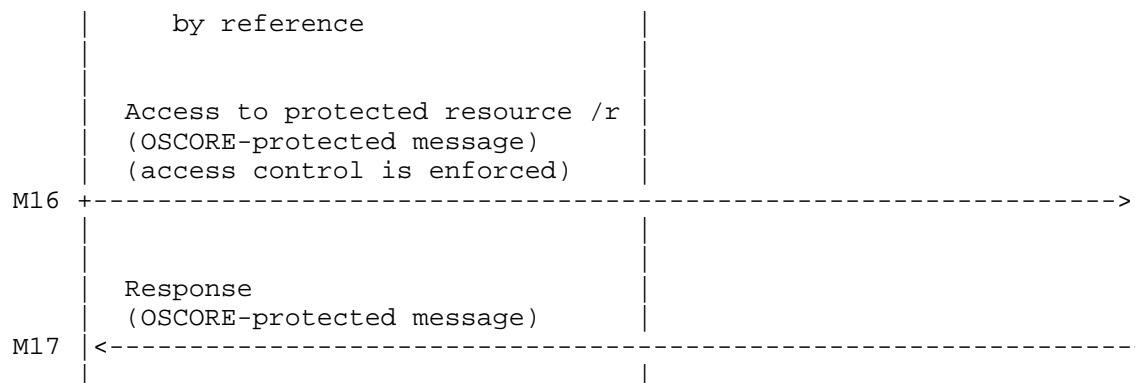 by reference
Access to protected resource /r
(OSCORE-protected message)
(access control is enforced)
M16 +------------------------------------------------------------------>
Response
(OSCORE-protected message)
M17 |<------------------------------------------------------------------